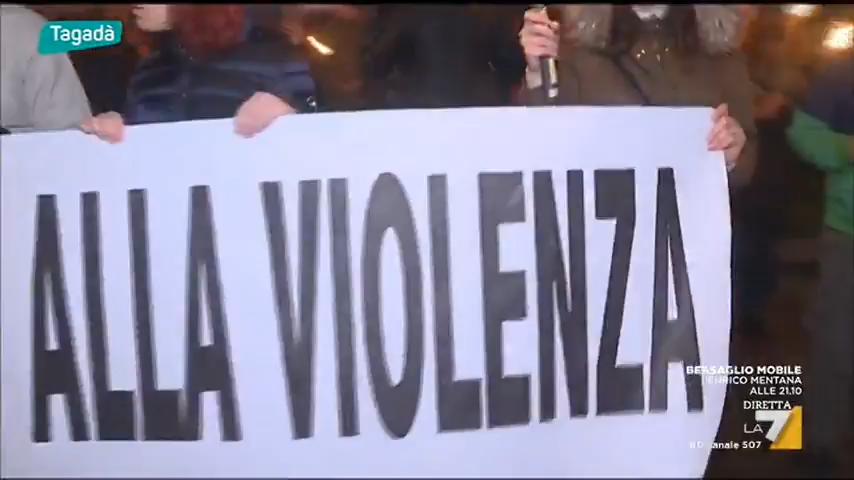 Tagadà
ALLA VIOLENZA
BERSAGLIO MOBILE
ENRICO MENTANA
ALLE 21.10
DIRETTA
LA7
canale 507